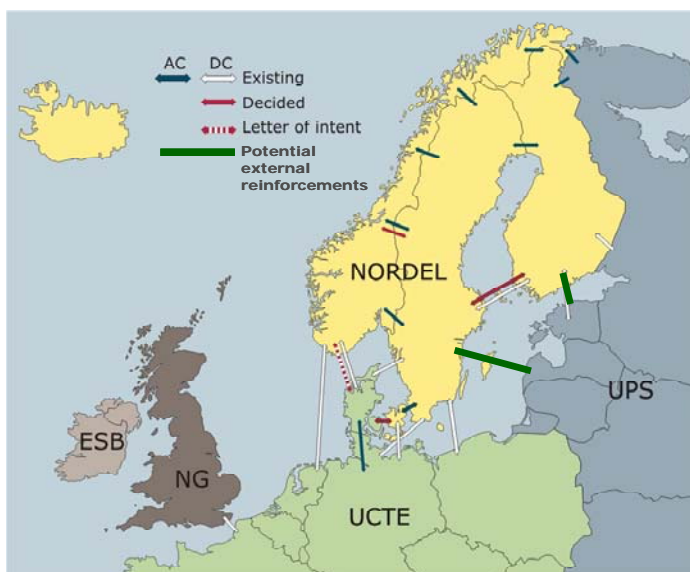 AC DC
Existing
Decided
Letter of intent
Potential
external
reinforcements
NORDEL
UPS
ESB
NG
UCTE